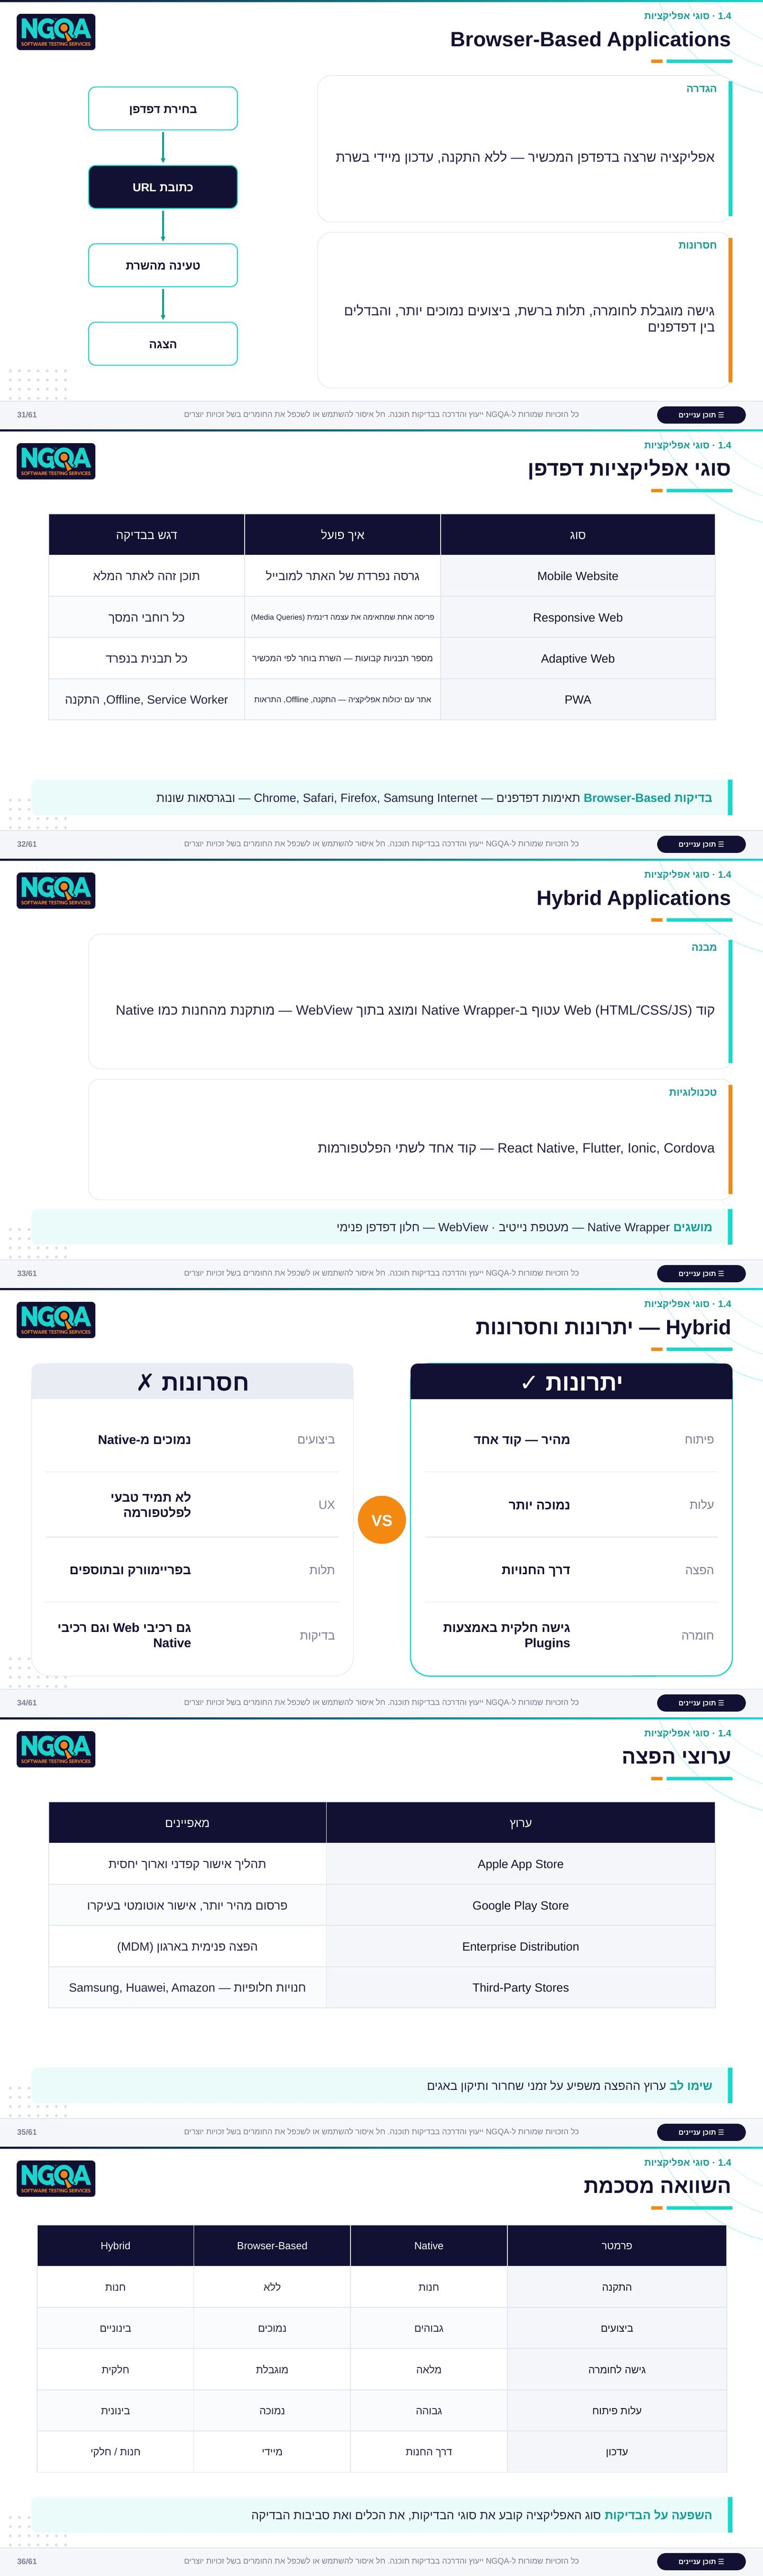 1.4 · סוגי אפליקציות
NGQA
SOFTWARE TESTING SERVICES
Browser-Based Applications
הגדרה
אפליקציה שרצה בדפדפן המכשיר — ללא התקנה, עדכון מיידי בשרת
חסרונות
גישה מוגבלת לחומרה, תלות ברשת, ביצועים נמוכים יותר, והבדלים
בין דפדפנים
בחירת דפדפן
כתובת URL
טעינה מהשרת
הצגה
☰ תוכן עניינים
כל הזכויות שמורות ל-NGQA ייעוץ והדרכה בבדיקות תוכנה. חל איסור להשתמש או לשכפל את החומרים בשל זכויות יוצרים
31/61
1.4 · סוגי אפליקציות
NGQA
SOFTWARE TESTING SERVICES
סוגי אפליקציות דפדפן
סוג איך פועל דגש בבדיקה
Mobile Website גרסה נפרדת של האתר למובייל תוכן זהה לאתר המלא
Responsive Web פריסה אחת שמתאימה את עצמה דינמית (Media Queries) כל רוחבי המסך
Adaptive Web מספר תבניות קבועות — השרת בוחר לפי המכשיר כל תבנית בנפרד
PWA אתר עם יכולות אפליקציה — התקנה, Offline, התראות Offline, Service Worker, התקנה
בדיקות Browser-Based תאימות דפדפנים — Chrome, Safari, Firefox, Samsung Internet — ובגרסאות שונות
☰ תוכן עניינים
כל הזכויות שמורות ל-NGQA ייעוץ והדרכה בבדיקות תוכנה. חל איסור להשתמש או לשכפל את החומרים בשל זכויות יוצרים
32/61
1.4 · סוגי אפליקציות
NGQA
SOFTWARE TESTING SERVICES
Hybrid Applications
מבנה
קוד Web (HTML/CSS/JS) עטוף ב-Native Wrapper ומוצג בתוך WebView — מותקנת מהחנות כמו Native
טכנולוגיות
React Native, Flutter, Ionic, Cordova — קוד אחד לשתי הפלטפורמות
מושגים Native Wrapper — מעטפת נייטיב · WebView — חלון דפדפן פנימי
☰ תוכן עניינים
כל הזכויות שמורות ל-NGQA ייעוץ והדרכה בבדיקות תוכנה. חל איסור להשתמש או לשכפל את החומרים בשל זכויות יוצרים
33/61
1.4 · סוגי אפליקציות
NGQA
SOFTWARE TESTING SERVICES
Hybrid — יתרונות וחסרונות
יתרונות ✓
פיתוח מהיר — קוד אחד
עלות נמוכה יותר
הפצה דרך החנויות
חומרה גישה חלקית באמצעות
Plugins
VS
חסרונות ✗
ביצועים נמוכים מ-Native
UX לא תמיד טבעי
לפלטפורמה
תלות בפריימוורק ובתוספים
בדיקות גם רכיבי Web וגם רכיבי
Native
☰ תוכן עניינים
כל הזכויות שמורות ל-NGQA ייעוץ והדרכה בבדיקות תוכנה. חל איסור להשתמש או לשכפל את החומרים בשל זכויות יוצרים
34/61
1.4 · סוגי אפליקציות
NGQA
SOFTWARE TESTING SERVICES
ערוצי הפצה
ערוץ מאפיינים
Apple App Store תהליך אישור קפדני וארוך יחסית
Google Play Store פרסום מהיר יותר, אישור אוטומטי בעיקרו
Enterprise Distribution הפצה פנימית בארגון (MDM)
Third-Party Stores חנויות חלופיות — Samsung, Huawei, Amazon
שימו לב ערוץ ההפצה משפיע על זמני שחרור ותיקון באגים
☰ תוכן עניינים
כל הזכויות שמורות ל-NGQA ייעוץ והדרכה בבדיקות תוכנה. חל איסור להשתמש או לשכפל את החומרים בשל זכויות יוצרים
35/61
1.4 · סוגי אפליקציות
NGQA
SOFTWARE TESTING SERVICES
השוואה מסכמת
פרמטר Native Browser-Based Hybrid
התקנה חנות ללא חנות
ביצועים גבוהים נמוכים בינוניים
גישה לחומרה מלאה מוגבלת חלקית
עלות פיתוח גבוהה נמוכה בינונית
עדכון דרך החנות מיידי חנות / חלקי
השפעה על הבדיקות סוג האפליקציה קובע את סוגי הבדיקות, את הכלים ואת סביבות הבדיקה
☰ תוכן עניינים
כל הזכויות שמורות ל-NGQA ייעוץ והדרכה בבדיקות תוכנה. חל איסור להשתמש או לשכפל את החומרים בשל זכויות יוצרים
36/61